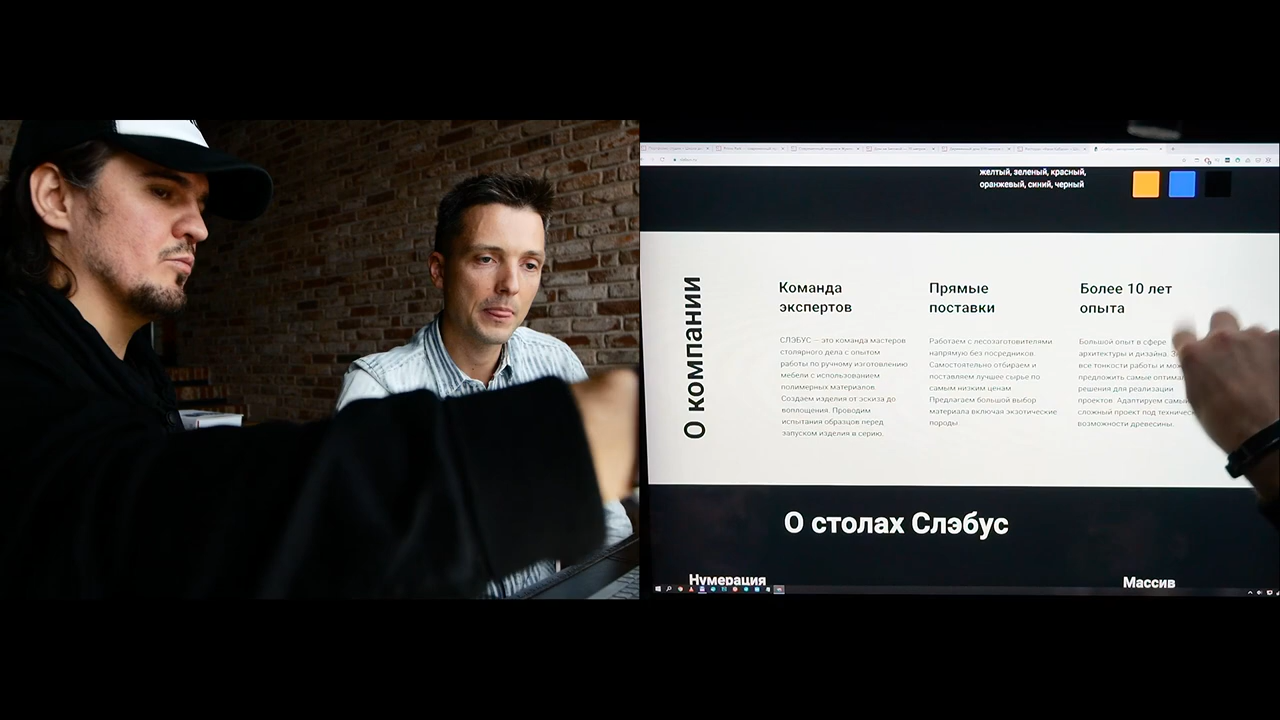 желтый, зеленый, красный,
оранжевый, синий, черный
О компании
Команда
экспертов
СЛЭБУС – это команда мастеров
столярного дела с опытом
работы по ручному изготовлению
мебели с использованием
полимерных материалов.
Создаем изделия от эскиза до
воплощения. Проводим
испытания образцов перед
запуском изделия в серию.
Прямые
поставки
Работаем с лесозаготовителями
напрямую без посредников.
Самостоятельно отбираем и
поставляем лучшее сырье по
самым низким ценам.
Предлагаем большой выбор
материала включая экзотические
породы.
Более 10 лет
опыта
Большой опыт в сфере
архитектуры и дизайна.
все тонкости работы и
предложить самые
решения для реализации
проектов. Адаптируем
сложный проект под
возможности древесины.
О столах Слэбус
Нумерация
Массив